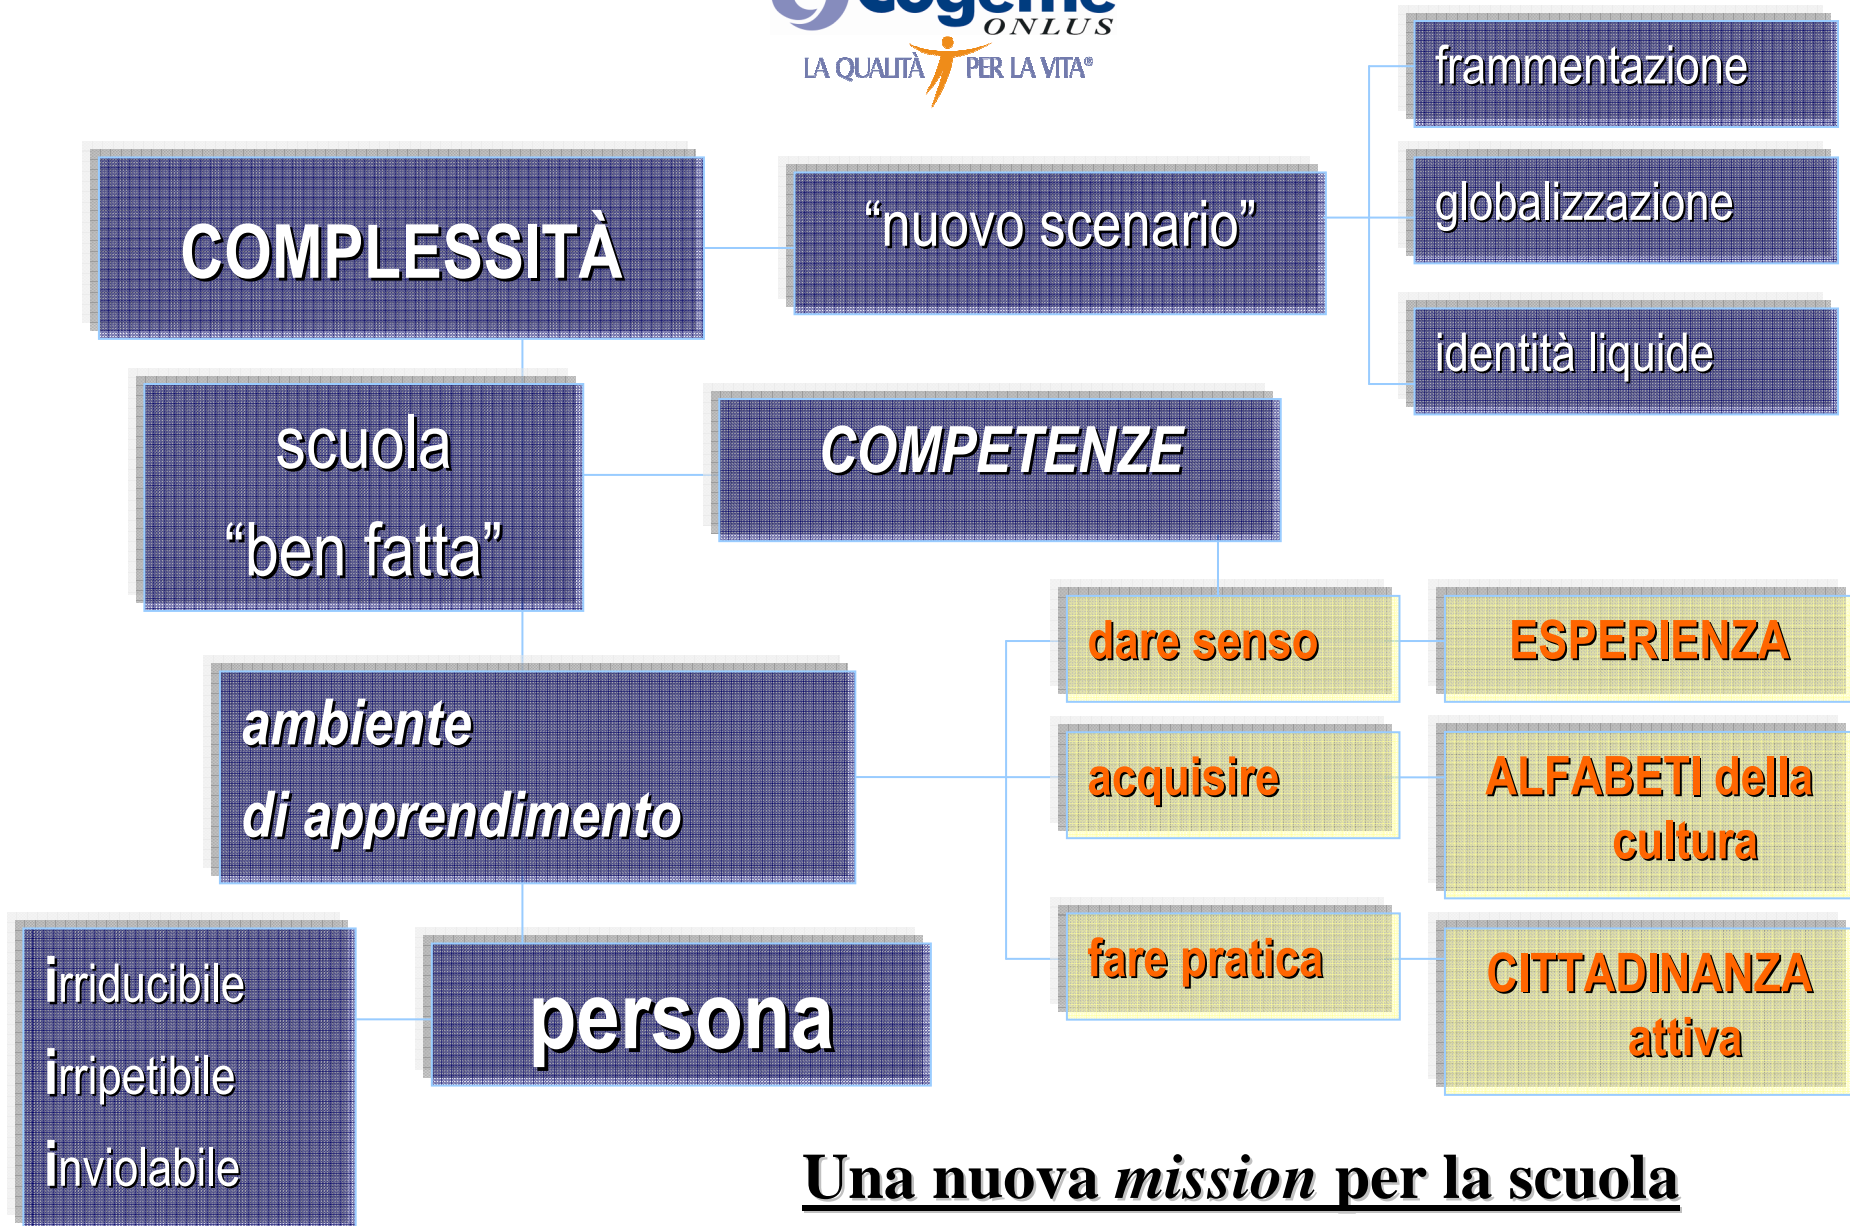 Cogeme
ONLUS
LA QUALITÀ PER LA VITA®
frammentazione
COMPLESSITÀ
“nuovo scenario”
globalizzazione
identità liquide
scuola
“ben fatta”
COMPETENZE
dare senso
ESPERIENZA
ambiente
di apprendimento
acquisire
ALFABETI della
cultura
fare pratica
CITTADINANZA
attiva
irriducibile
irripetibile
inviolabile
persona
Una nuova mission per la scuola